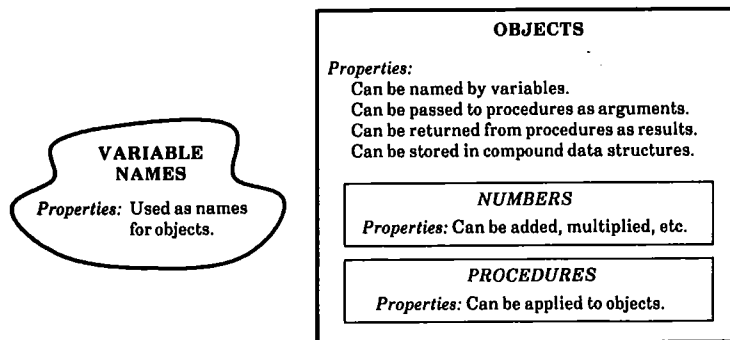 VARIABLE
NAMES
Properties: Used as names
for objects.
OBJECTS
Properties:
Can be named by variables.
Can be passed to procedures as arguments.
Can be returned from procedures as results.
Can be stored in compound data structures.
NUMBERS
Properties: Can be added, multiplied, etc.
PROCEDURES
Properties: Can be applied to objects.